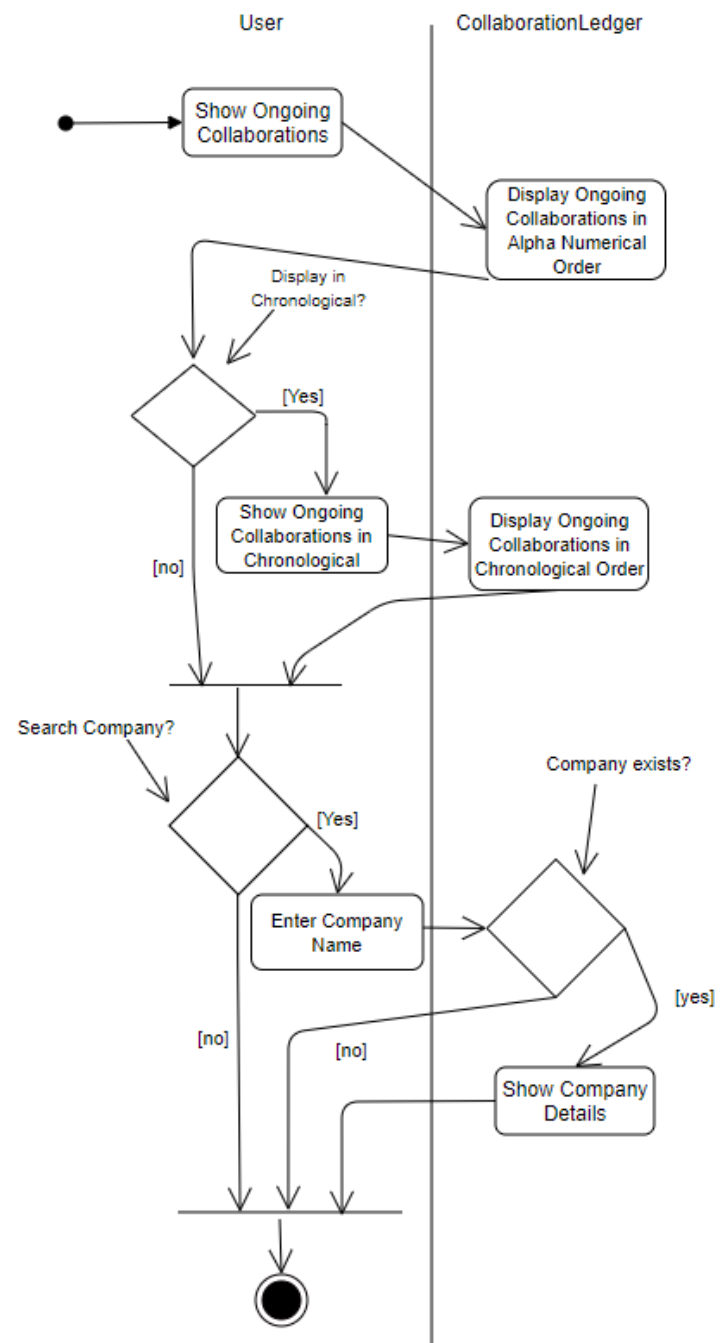 User
CollaborationLedger
Show Ongoing
Collaborations
Display Ongoing
Collaborations in
Alpha Numerical
Order
Display in
Chronological?
[Yes]
Show Ongoing
Collaborations in
Chronological
Display Ongoing
Collaborations in
Chronological Order
[no]
Search Company?
Company exists?
[Yes]
Enter Company
Name
[yes]
[no]
[no]
Show Company
Details